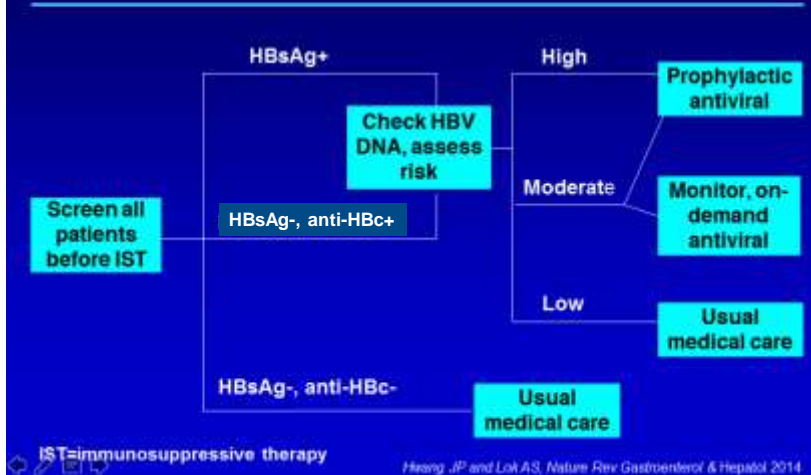 HBsAg+
High
Prophylactic
antiviral
Check HBV
DNA, assess
risk
Moderate
Monitor, on-
demand
antiviral
Screen all
patients
before IST
HBsAg-, anti-HBc+
Low
Usual
medical care
HBsAg-, anti-HBc-
Usual
medical care
IST=immunosuppressive therapy
Hwang JP and Lok AS, Nature Rev Gastroenterol & Hepatol 2014